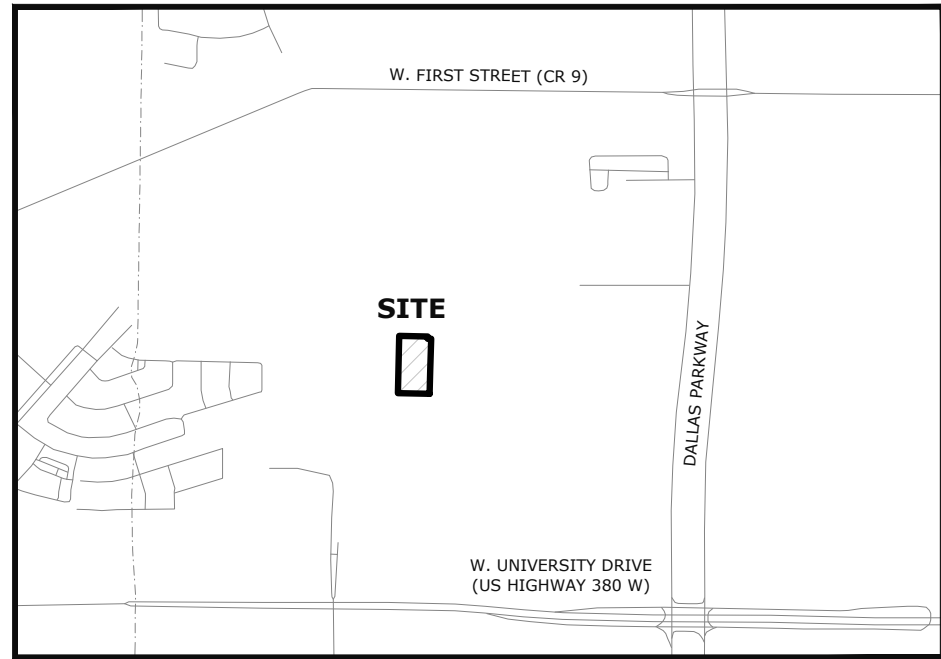 W. FIRST STREET (CR 9)
SITE
DALLAS PARKWAY
W. UNIVERSITY DRIVE
(US HIGHWAY 380 W)